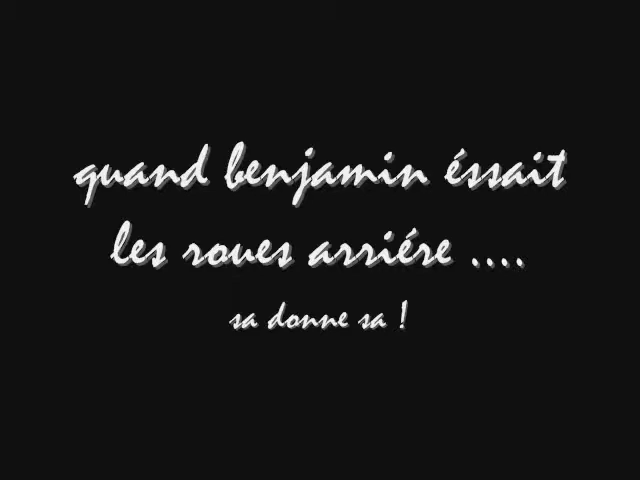 quand benjamin éssait
les roues arriére ....
sa donne sa !